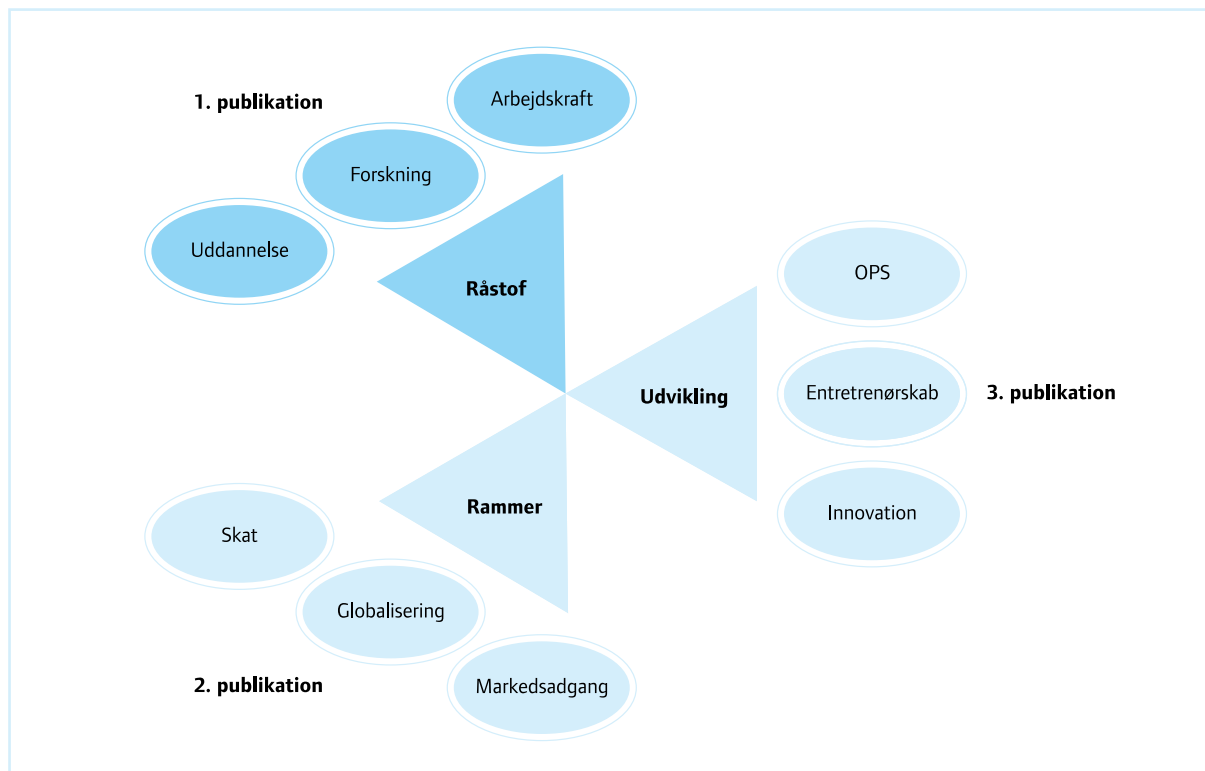 1. publikation
Arbejdskraft
Forskning
Uddannelse
Råstof
OPS
Udvikling
Entretrenørskab
3. publikation
Innovation
Rammer
Skat
Globalisering
2. publikation
Markedsadgang